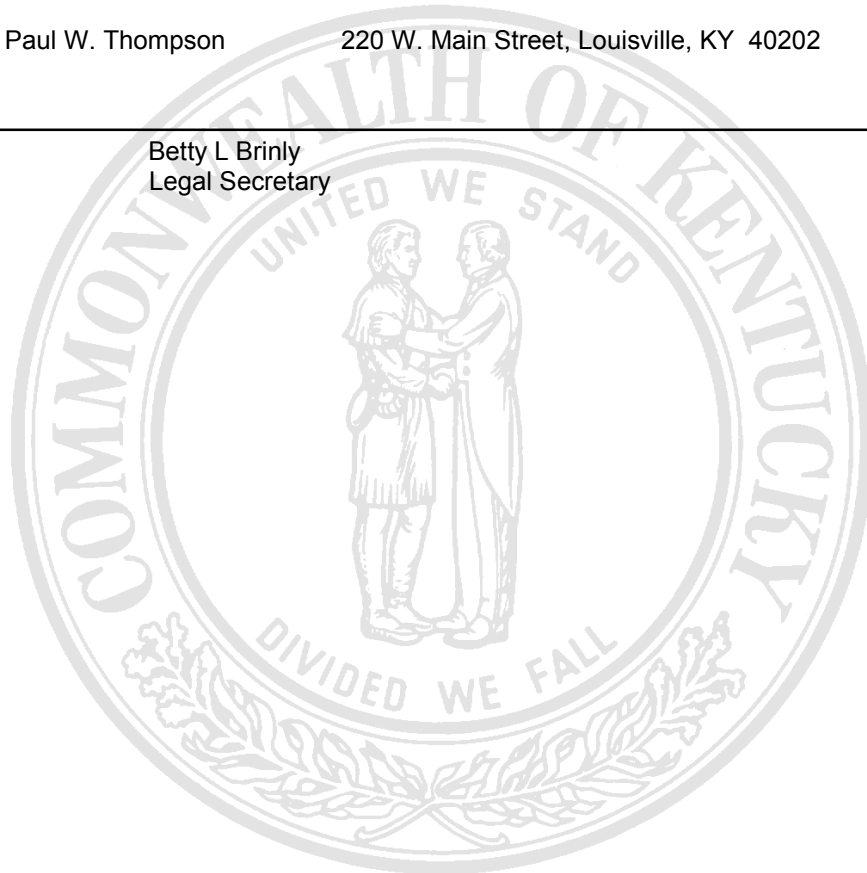 Paul W. Thompson 220 W. Main Street, Louisville, KY 40202
Betty L Brinly
Legal Secretary
COMMONWEALTH OF KENTUCKY
UNITED WE STAND
DIVIDED WE FALL